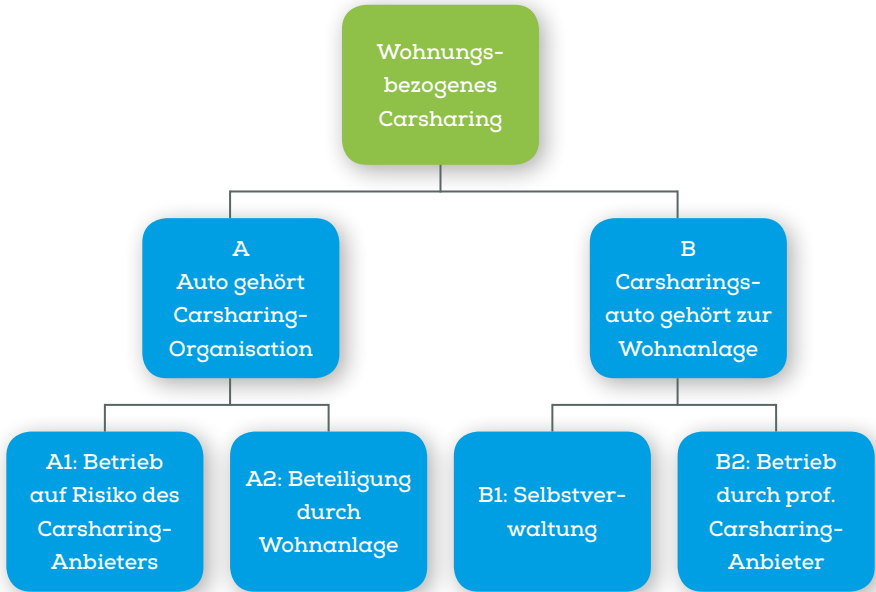 Wohnungs-
bezogenes
Carsharing
A
Auto gehört
Carsharing-
Organisation
B
Carsharings-
auto gehört zur
Wohnanlage
A1: Betrieb
auf Risiko des
Carsharing-
Anbieters
A2: Beteiligung
durch
Wohnanlage
B1: Selbstver-
waltung
B2: Betrieb
durch prof.
Carsharing-
Anbieter